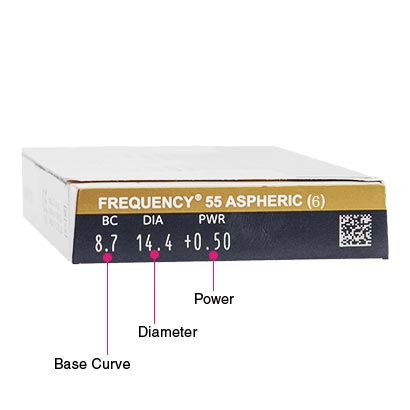 FREQUENCY® 55 ASPHERIC (6)
BC DIA PWR
8.7 14.4 +0.50
Power
Diameter
Base Curve